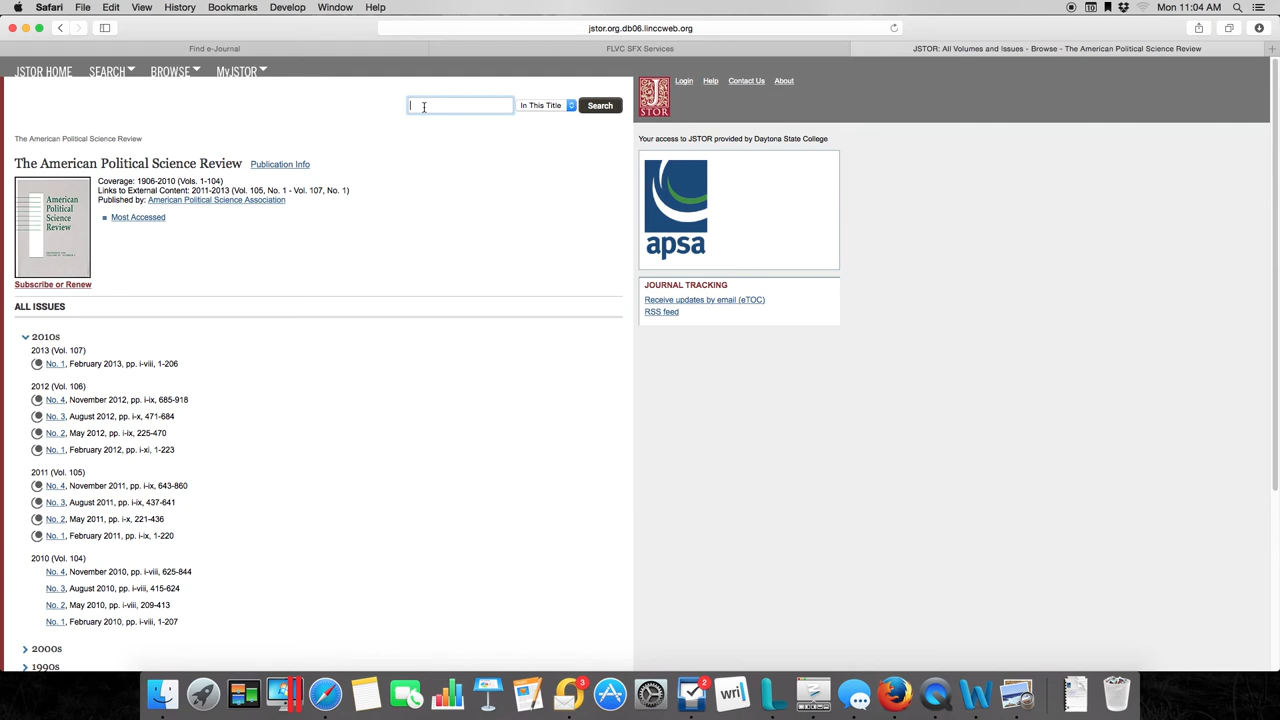 Safari File Edit View History Bookmarks Develop Window Help
Mon 11:04 AM
jstor.org.db06.linccweb.org
Find e-Journal
FLVC SFX Services
JSTOR: All Volumes and Issues - Browse - The American Political Science Review
JSTOR HOME SEARCH BROWSE MyJSTOR
JSTOR
Login Help Contact Us About
In This Title Search
The American Political Science Review
Your access to JSTOR provided by Daytona State College
The American Political Science Review Publication Info
American Political Science Review
Coverage: 1906-2010 (Vols. 1-104)
Links to External Content: 2011-2013 (Vol. 105, No. 1 - Vol. 107, No. 1)
Published by: American Political Science Association
Most Accessed
apsa
Subscribe or Renew
JOURNAL TRACKING
Receive updates by email (eTOC)
RSS feed
ALL ISSUES
2010s
2013 (Vol. 107)
No. 1, February 2013, pp. i-viii, 1-206
2012 (Vol. 106)
No. 4, November 2012, pp. i-ix, 685-918
No. 3, August 2012, pp. i-x, 471-684
No. 2, May 2012, pp. i-ix, 225-470
No. 1, February 2012, pp. i-xi, 1-223
2011 (Vol. 105)
No. 4, November 2011, pp. i-ix, 643-860
No. 3, August 2011, pp. i-ix, 437-641
No. 2, May 2011, pp. i-x, 221-436
No. 1, February 2011, pp. i-ix, 1-220
2010 (Vol. 104)
No. 4, November 2010, pp. i-viii, 625-844
No. 3, August 2010, pp. i-viii, 415-624
No. 2, May 2010, pp. i-viii, 209-413
No. 1, February 2010, pp. i-viii, 1-207
2000s
1990s
3
2
wri